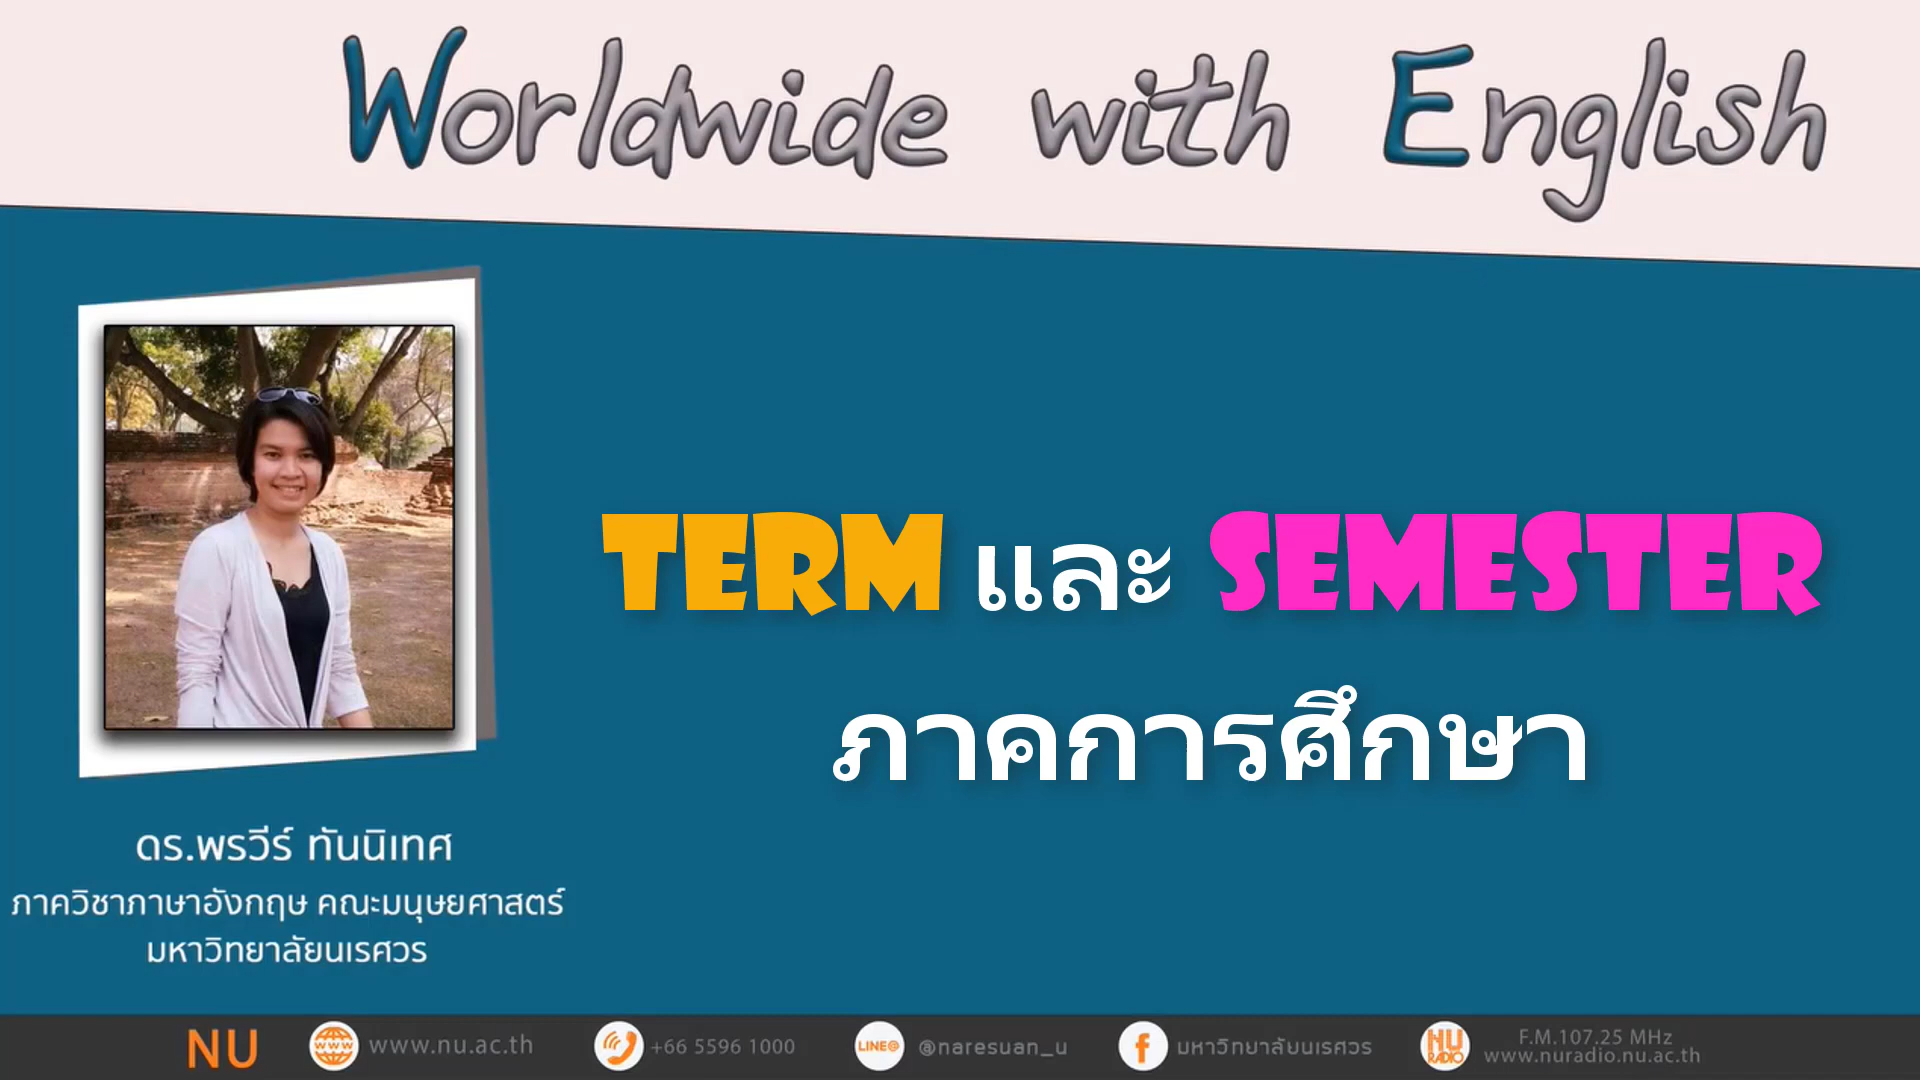 Worldwide with English
TERM และ SEMESTER
ภาคการศึกษา
ดร.พรวีร์ ทันนิเทศ
ภาควิชาภาษาอังกฤษ คณะมนุษยศาสตร์
มหาวิทยาลัยนเรศวร
NU www www.nu.ac.th +66 5596 1000 LINE@ @naresuan_u f มหาวิทยาลัยนเรศวร NU RADIO F.M.107.25 MHz
www.nuradio.nu.ac.th